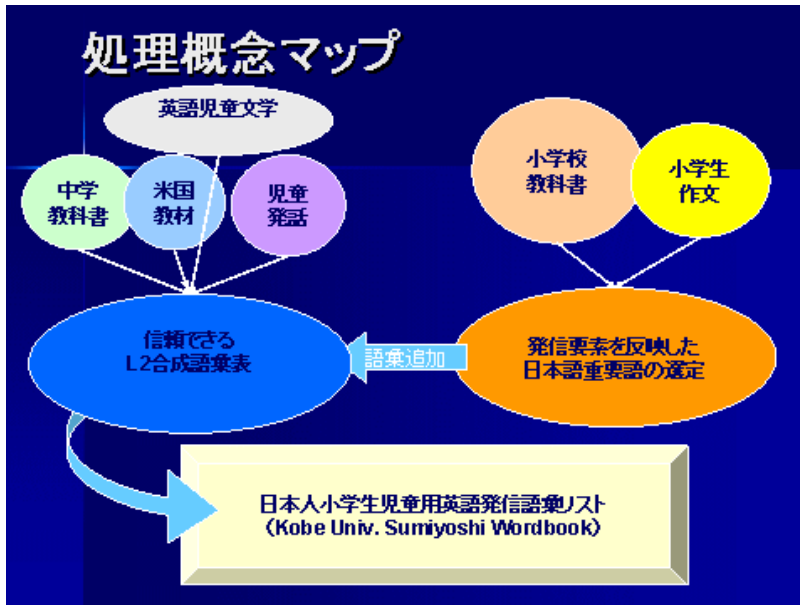 処理概念マップ
英語児童文学
中学
教科書
米国
教材
児童
発話
小学校
教科書
小学生
作文
信頼できる
L2合成語彙表
語彙追加
発信要素を反映した
日本語重要語の選定
日本人小学生児童用英語発信語彙リスト
(Kobe Univ. Sumiyoshi Wordbook)